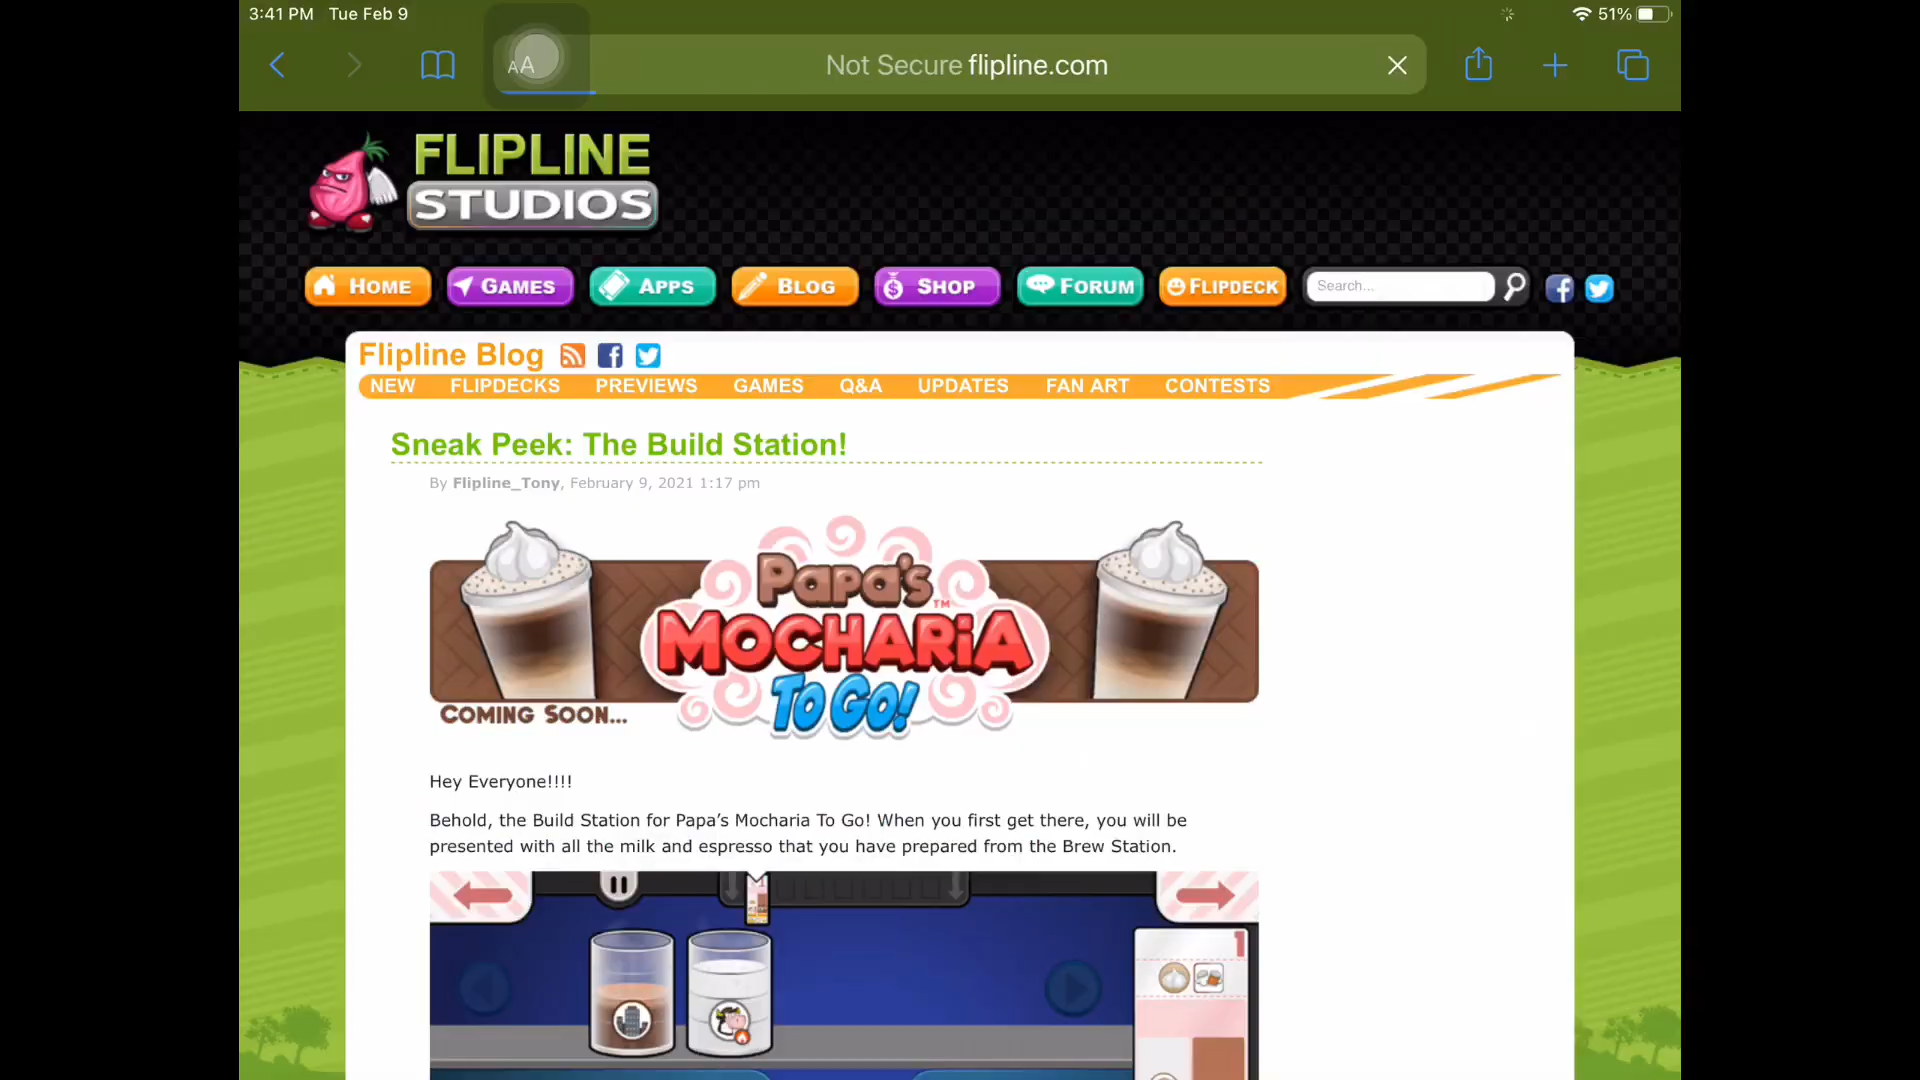 3:41 PM Tue Feb 9
51%
AA
Not Secure flipline.com
FLIPLINE
STUDIOS
HOME
GAMES
APPS
BLOG
SHOP
FORUM
FLIPDECK
Search...
Flipline Blog
NEW FLIPDECKS PREVIEWS GAMES Q&A UPDATES FAN ART CONTESTS
Sneak Peek: The Build Station!
By Flipline_Tony, February 9, 2021 1:17 pm
Papa's
MOCHARIA™
To Go!
COMING SOON...
Hey Everyone!!!!
Behold, the Build Station for Papa’s Mocharia To Go! When you first get there, you will be
presented with all the milk and espresso that you have prepared from the Brew Station.
1